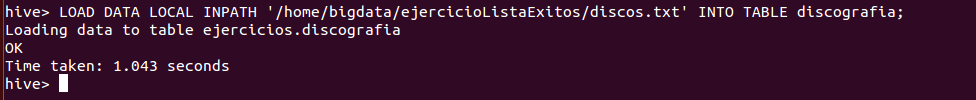 hive> LOAD DATA LOCAL INPATH '/home/bigdata/ejercicioListaExitos/discos.txt' INTO TABLE discografia;
Loading data to table ejercicios.discografia
OK
Time taken: 1.043 seconds
hive>